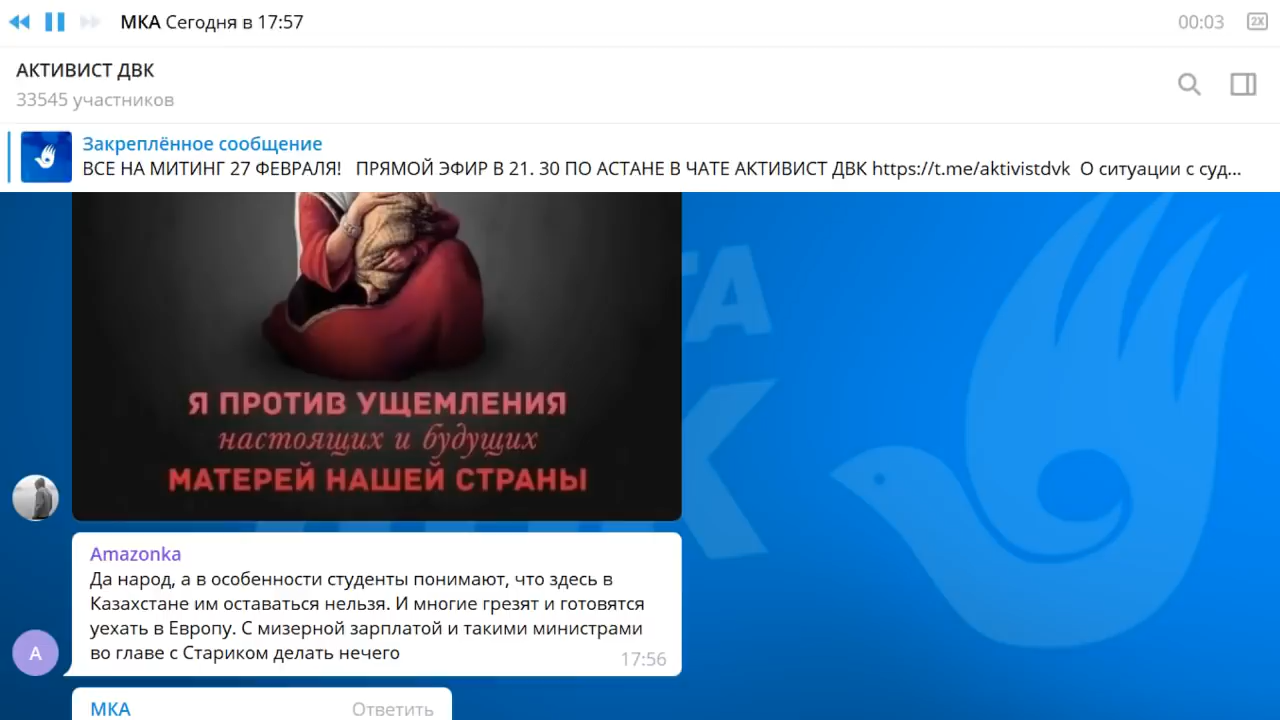 МКА Сегодня в 17:57
00:03
2X
АКТИВИСТ ДВК
33545 участников
Закреплённое сообщение
ВСЕ НА МИТИНГ 27 ФЕВРАЛЯ! ПРЯМОЙ ЭФИР В 21. 30 ПО АСТАНЕ В ЧАТЕ АКТИВИСТ ДВК https://t.me/aktivistdvk О ситуации с суд...
Я ПРОТИВ УЩЕМЛЕНИЯ
настоящих и будущих
МАТЕРЕЙ НАШЕЙ СТРАНЫ
Amazonka
Да народ, а в особенности студенты понимают, что здесь в
Казахстане им оставаться нельзя. И многие грезят и готовятся
уехать в Европу. С мизерной зарплатой и такими министрами
во главе с Стариком делать нечего
17:56
А
МКА
Ответить